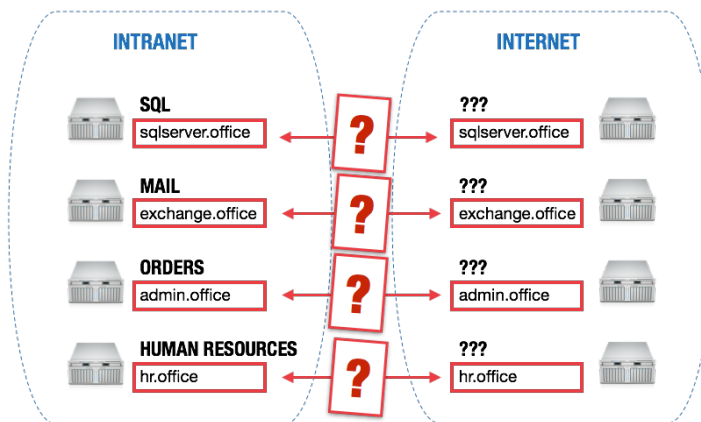 INTRANET
INTERNET
SQL
sqlserver.office
?
???
sqlserver.office
MAIL
exchange.office
?
???
exchange.office
ORDERS
admin.office
?
???
admin.office
HUMAN RESOURCES
hr.office
?
???
hr.office